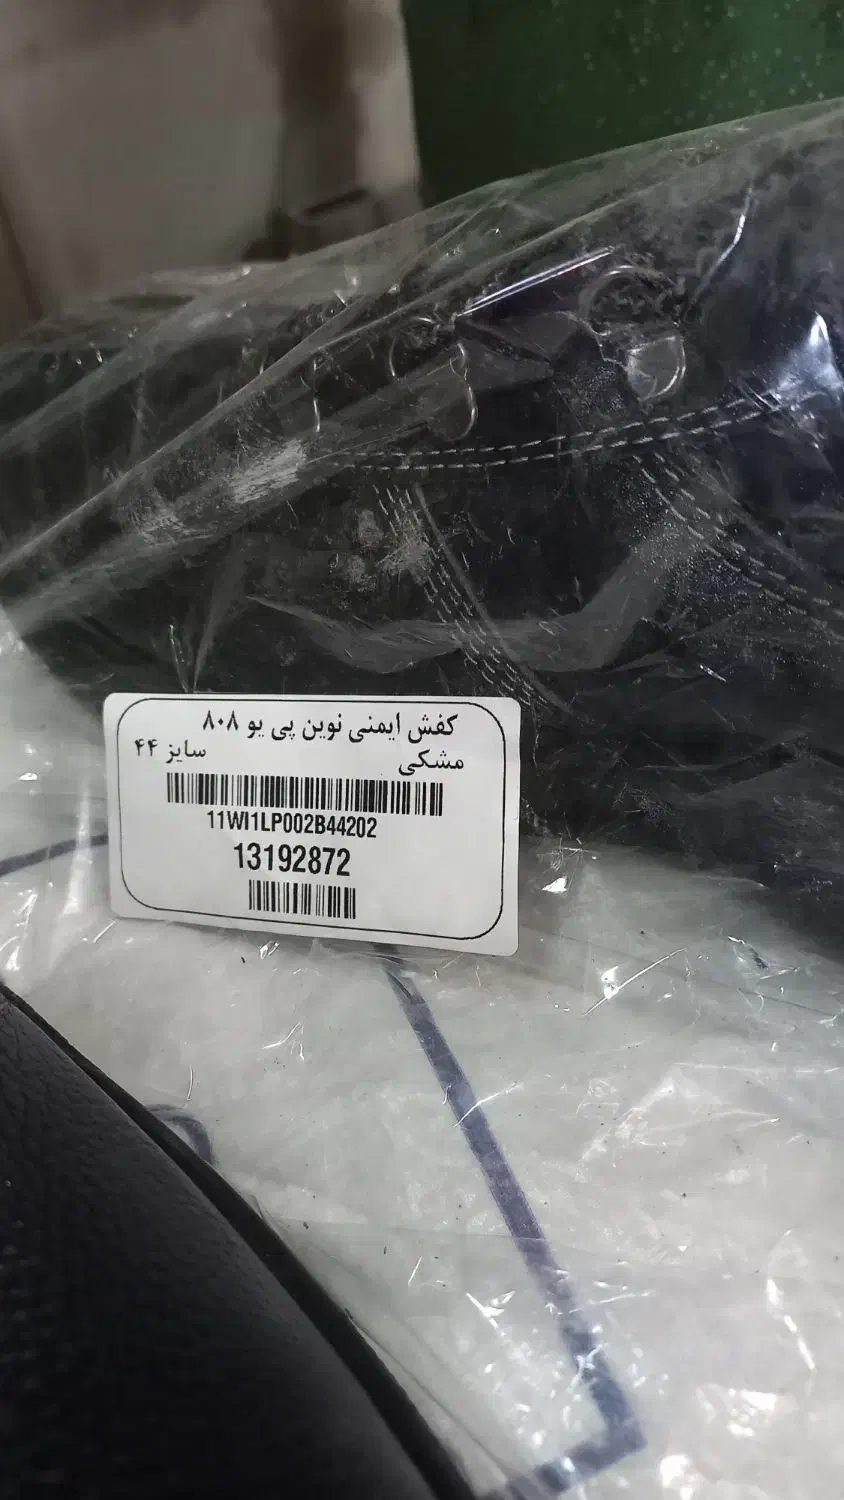 کفش ایمنی نوین پی یو ۸۰۸
مشکی سایز ۴۴
11WI1LP002B44202
13192872